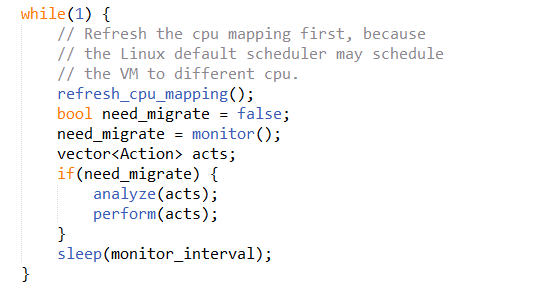 while(1) {
    // Refresh the cpu mapping first, because
    // the Linux default scheduler may schedule
    // the VM to different cpu.
    refresh_cpu_mapping();
    bool need_migrate = false;
    need_migrate = monitor();
    vector<Action> acts;
    if(need_migrate) {
        analyze(acts);
        perform(acts);
    }
    sleep(monitor_interval);
}